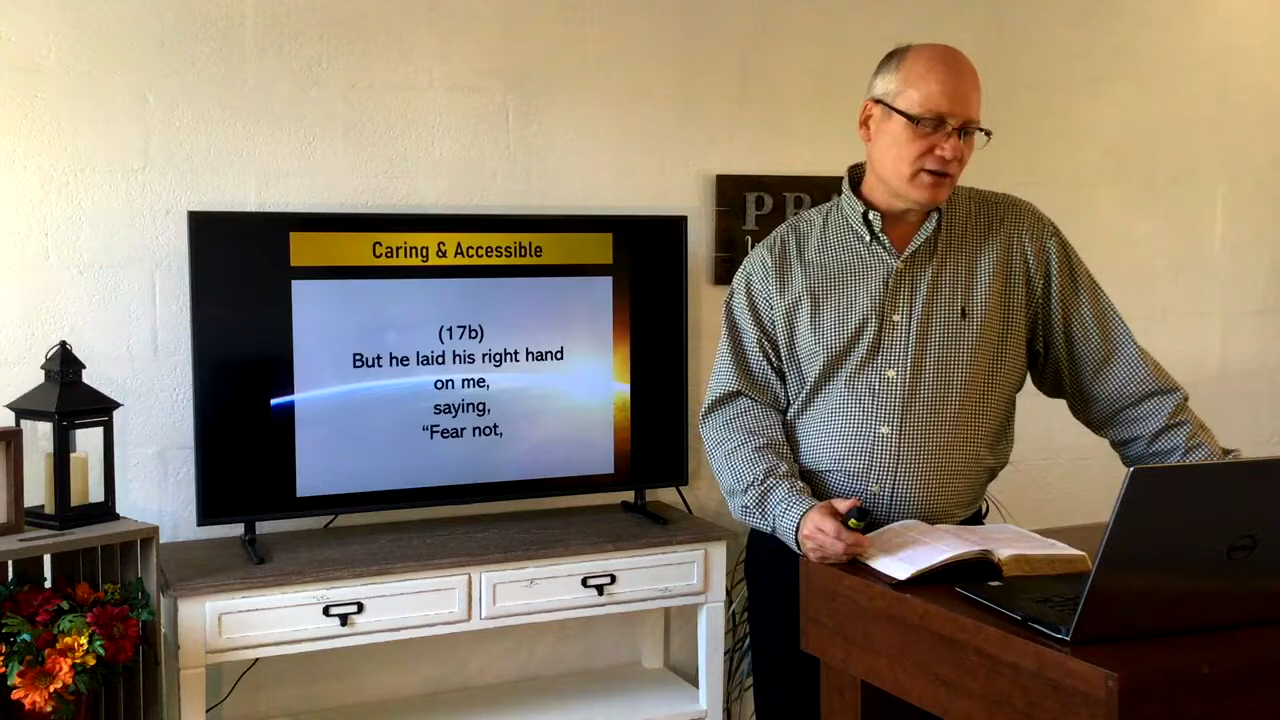 Caring & Accessible
(17b)
But he laid his right hand
on me,
saying,
“Fear not,